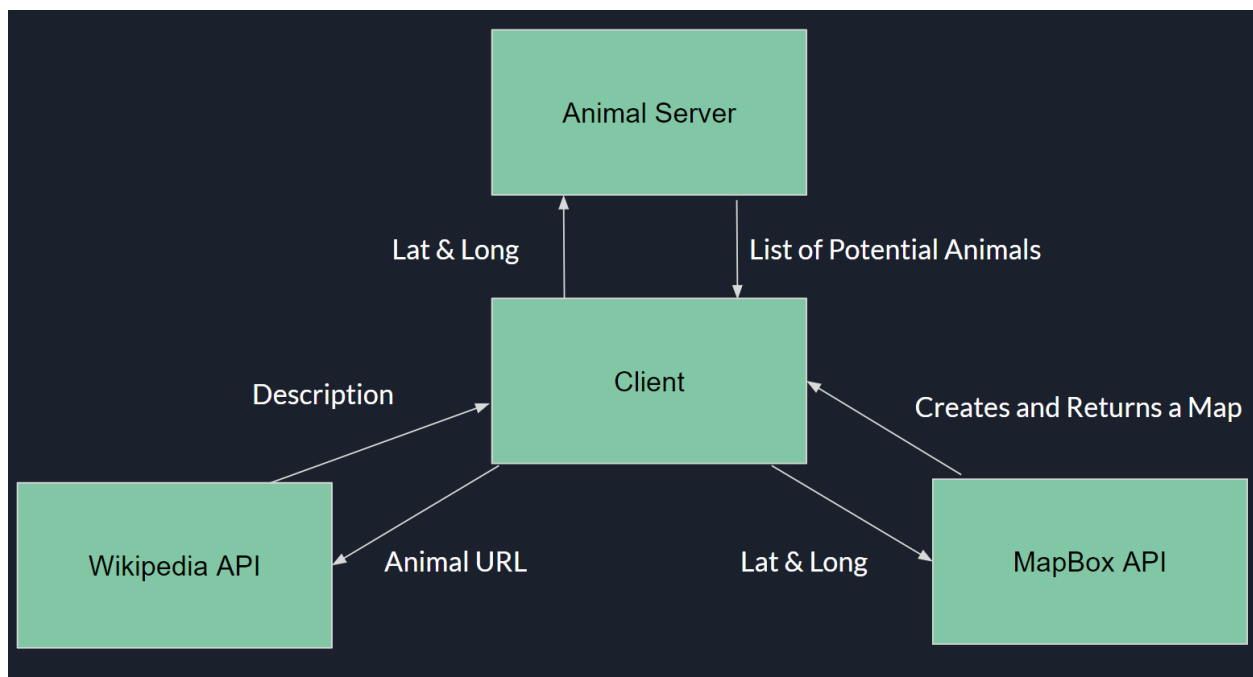 Animal Server
Lat & Long
List of Potential Animals
Client
Description
Creates and Returns a Map
Wikipedia API
Animal URL
Lat & Long
MapBox API